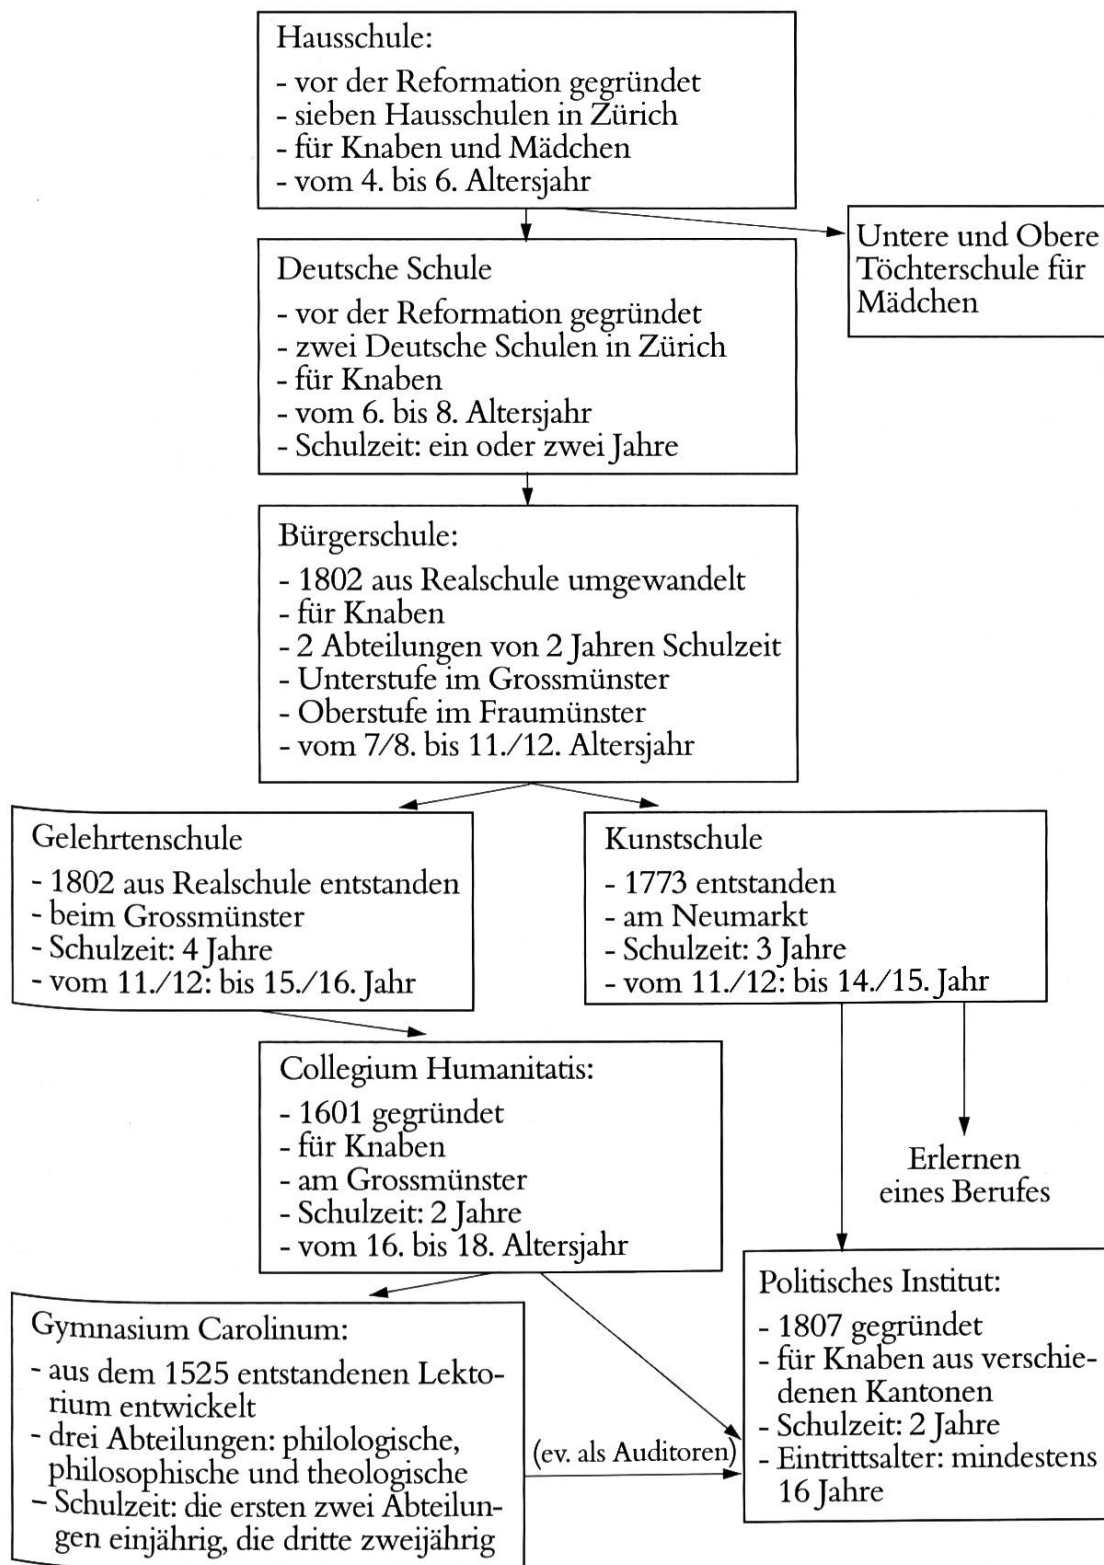 Hausschule:
- vor der Reformation gegründet
- sieben Hausschulen in Zürich
- für Knaben und Mädchen
- vom 4. bis 6. Altersjahr
Untere und Obere
Töchterschule für
Mädchen
Deutsche Schule
- vor der Reformation gegründet
- zwei Deutsche Schulen in Zürich
- für Knaben
- vom 6. bis 8. Altersjahr
- Schulzeit: ein oder zwei Jahre
Bürgerschule:
- 1802 aus Realschule umgewandelt
- für Knaben
- 2 Abteilungen von 2 Jahren Schulzeit
- Unterstufe im Grossmünster
- Oberstufe im Fraumünster
- vom 7/8. bis 11./12. Altersjahr
Gelehrtenschule
- 1802 aus Realschule entstanden
- beim Grossmünster
- Schulzeit: 4 Jahre
- vom 11./12: bis 15./16. Jahr
Kunstschule
- 1773 entstanden
- am Neumarkt
- Schulzeit: 3 Jahre
- vom 11./12: bis 14./15. Jahr
Collegium Humanitatis:
- 1601 gegründet
- für Knaben
- am Grossmünster
- Schulzeit: 2 Jahre
- vom 16. bis 18. Altersjahr
Erlernen
eines Berufes
Gymnasium Carolinum:
- aus dem 1525 entstandenen Lekto-
rium entwickelt
- drei Abteilungen: philologische,
philosophische und theologische
- Schulzeit: die ersten zwei Abteilun-
gen einjährig, die dritte zweijährig
(ev. als Auditoren)
Politisches Institut:
- 1807 gegründet
- für Knaben aus verschie-
denen Kantonen
- Schulzeit: 2 Jahre
- Eintrittsalter: mindestens
16 Jahre